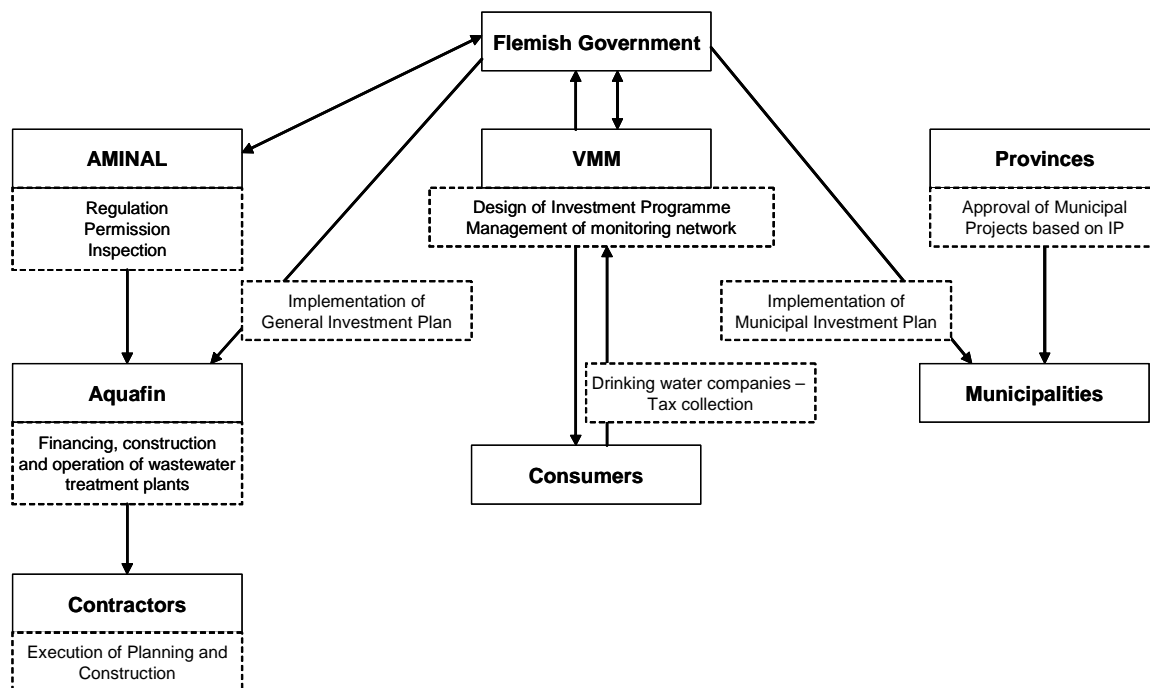 Flemish Government
AMINAL
Regulation
Permission
Inspection
VMM
Design of Investment Programme
Management of monitoring network
Provinces
Approval of Municipal
Projects based on IP
Implementation of
General Investment Plan
Implementation of
Municipal Investment Plan
Aquafin
Financing, construction
and operation of wastewater
treatment plants
Drinking water companies –
Tax collection
Municipalities
Consumers
Contractors
Execution of Planning and
Construction